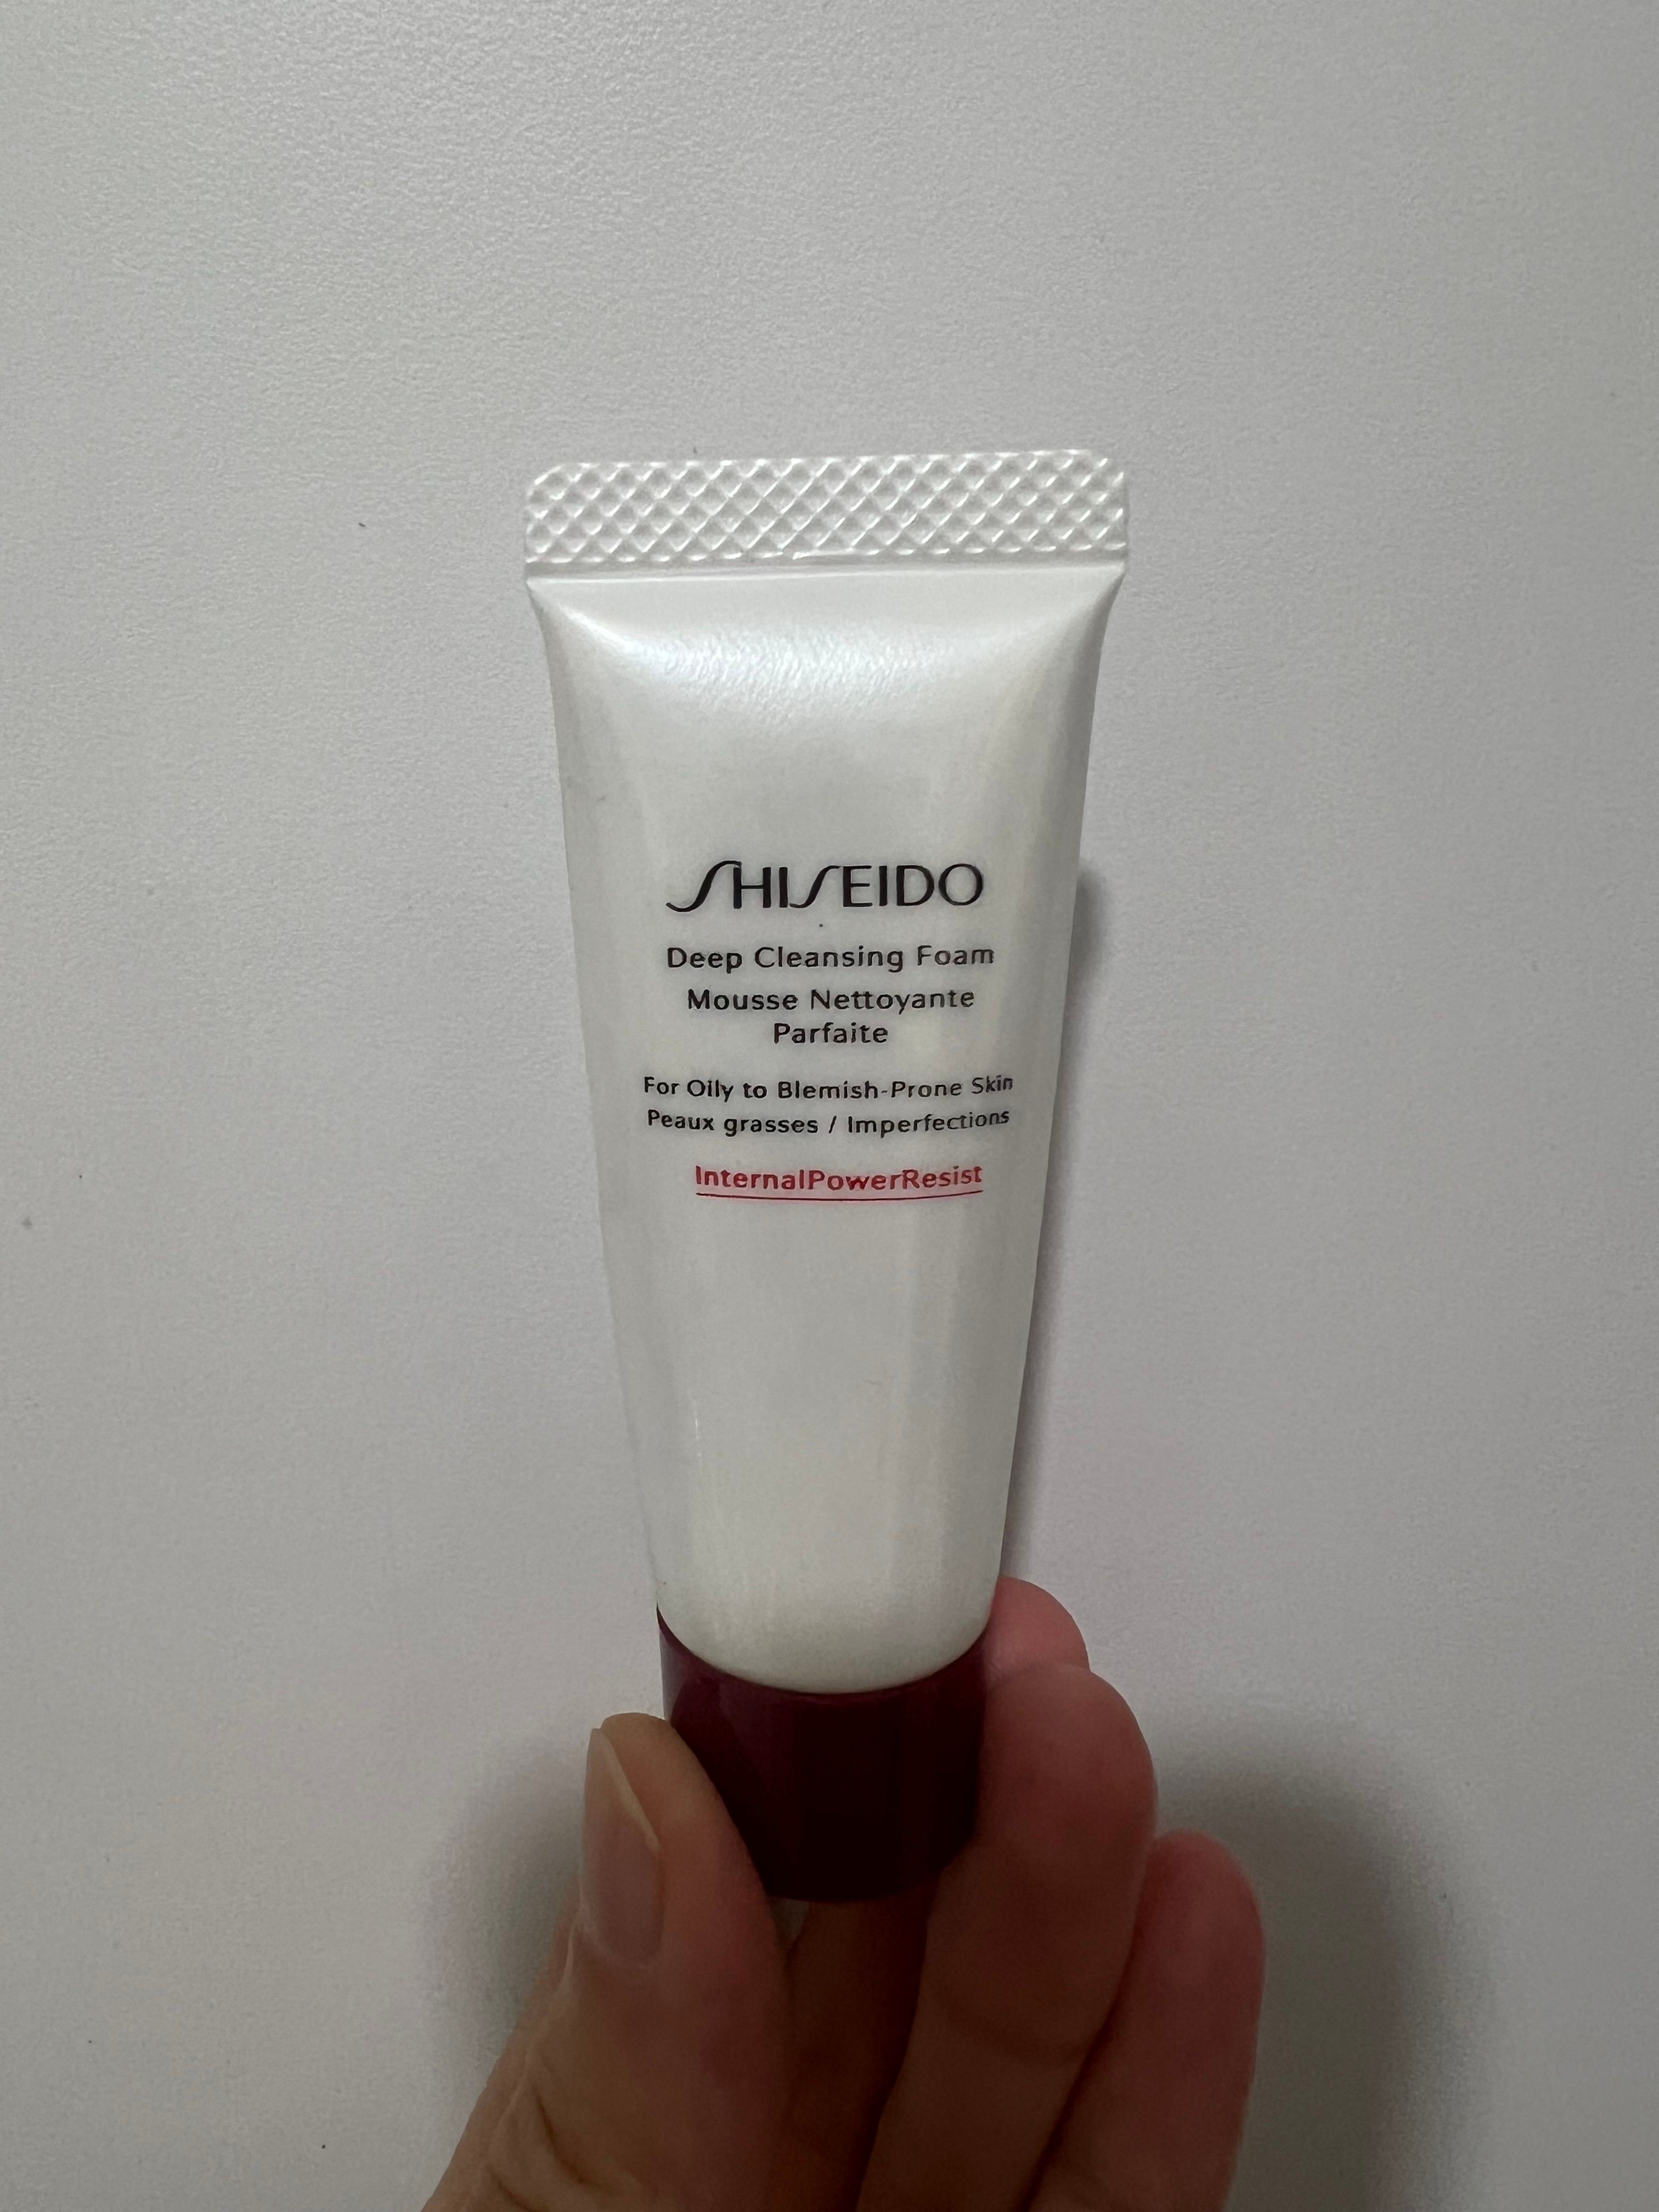 SHISEIDO
Deep Cleansing Foam
Mousse Nettoyante
Parfaite
For Oily to Blemish-Prone Skin
Peaux grasses / Imperfections
InternalPowerResist